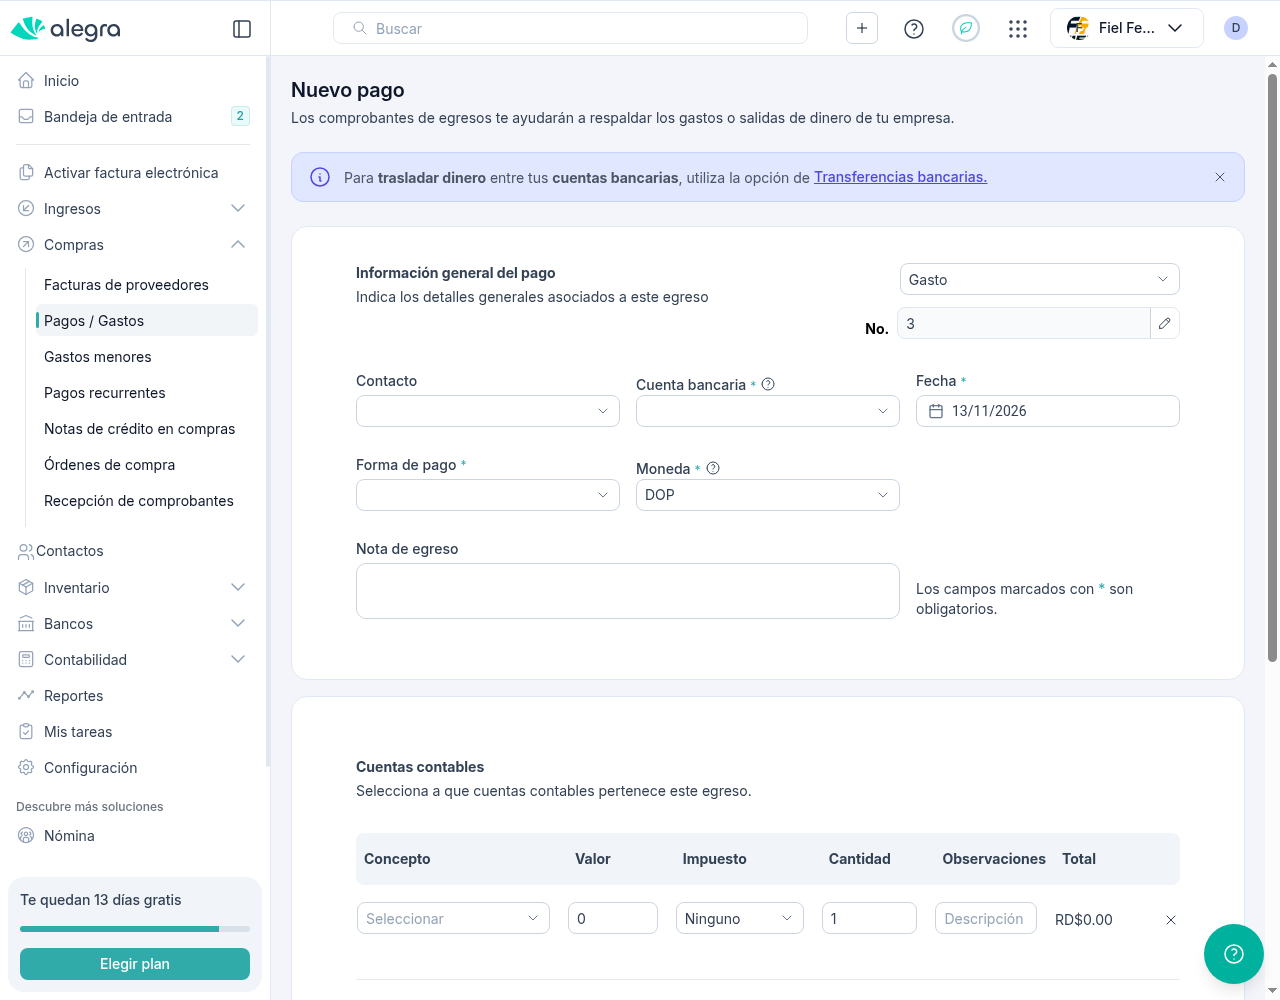 alegra
Buscar
Fiel Fe...
D
Inicio
Bandeja de entrada
2
Activar factura electrónica
Ingresos
Compras
Facturas de proveedores
Pagos / Gastos
Gastos menores
Pagos recurrentes
Notas de crédito en compras
Órdenes de compra
Recepción de comprobantes
Contactos
Inventario
Bancos
Contabilidad
Reportes
Mis tareas
Configuración
Descubre más soluciones
Nómina
Te quedan 13 días gratis
Elegir plan
Nuevo pago
Los comprobantes de egresos te ayudarán a respaldar los gastos o salidas de dinero de tu empresa.
Para trasladar dinero entre tus cuentas bancarias, utiliza la opción de Transferencias bancarias.
Información general del pago
Indica los detalles generales asociados a este egreso
Gasto
No. 3
Contacto
Cuenta bancaria *
Fecha *
13/11/2026
Forma de pago *
Moneda *
DOP
Nota de egreso
Los campos marcados con * son
obligatorios.
Cuentas contables
Selecciona a que cuentas contables pertenece este egreso.
Concepto Valor Impuesto Cantidad Observaciones Total
Seleccionar 0 Ninguno 1 Descripción RD$0.00